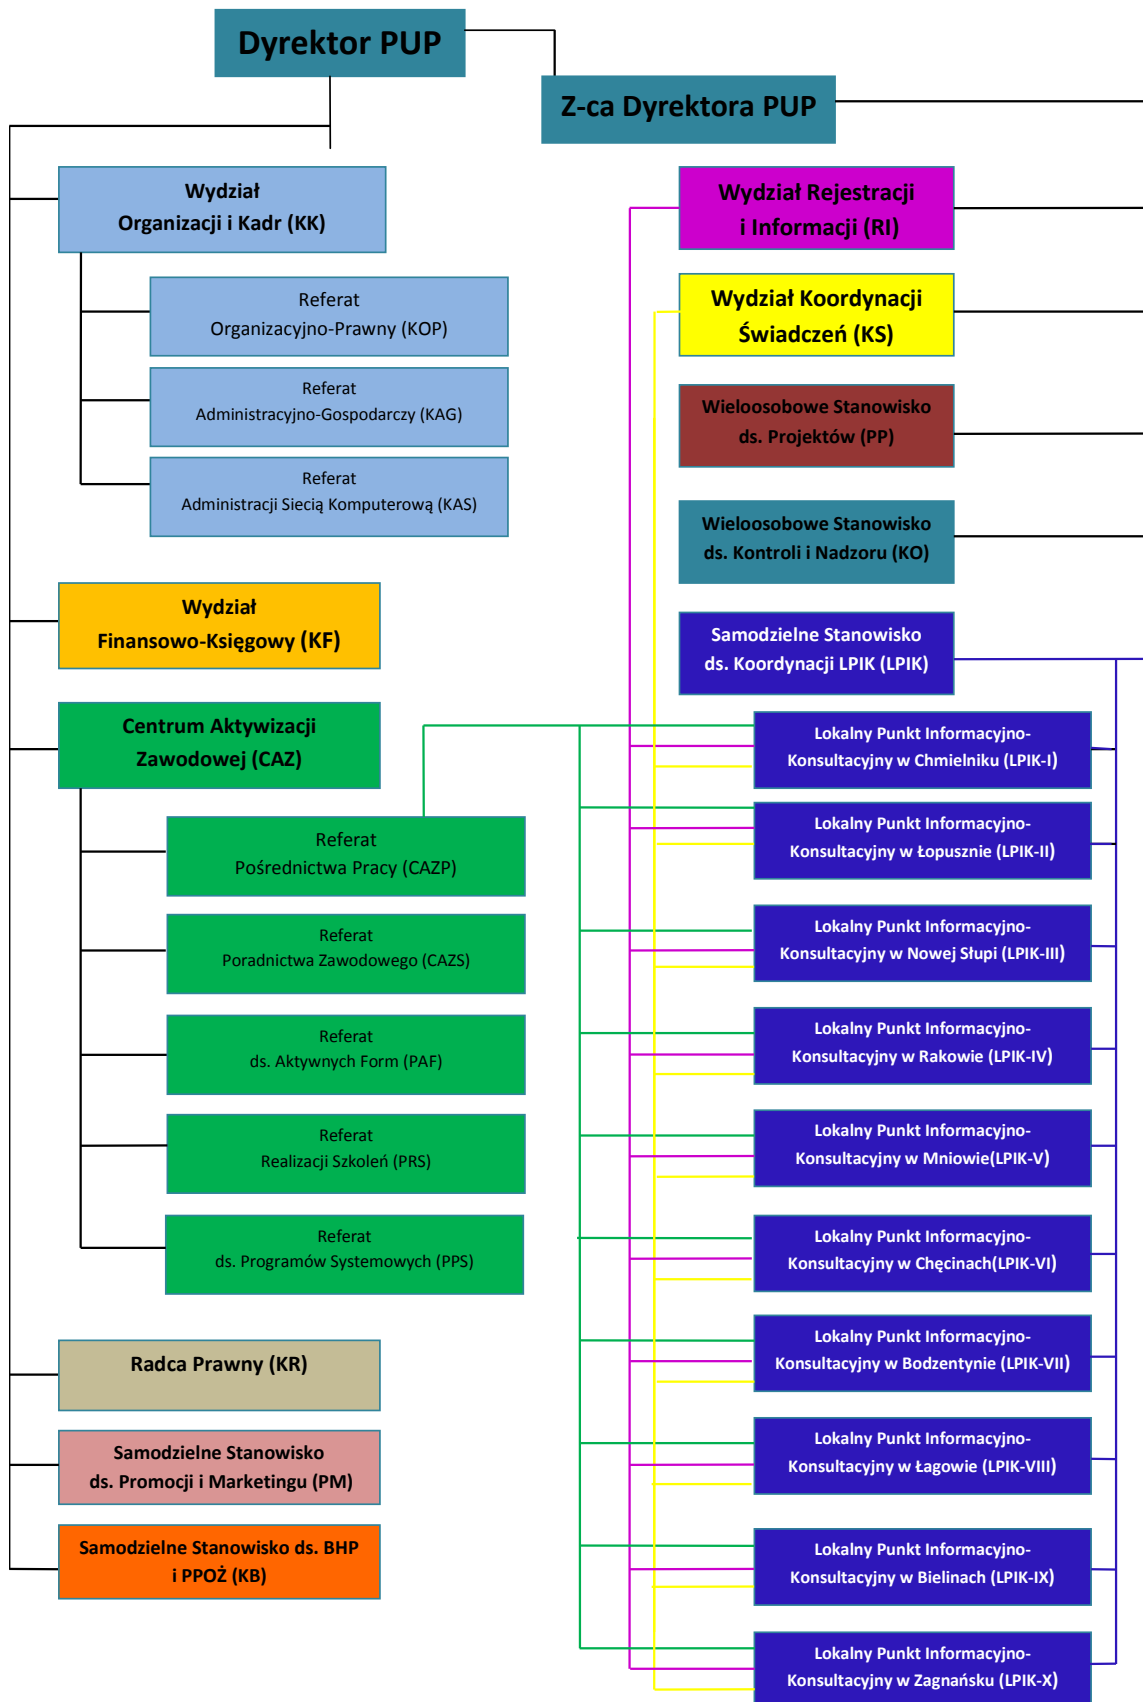 Dyrektor PUP
Z-ca Dyrektora PUP
Wydział
Organizacji i Kadr (KK)
Referat
Organizacyjno-Prawny (KOP)
Referat
Administracyjno-Gospodarczy (KAG)
Referat
Administracji Siecią Komputerową (KAS)
Wydział
Finansowo-Księgowy (KF)
Centrum Aktywizacji
Zawodowej (CAZ)
Referat
Pośrednictwa Pracy (CAZP)
Referat
Poradnictwa Zawodowego (CAZS)
Referat
ds. Aktywnych Form (PAF)
Referat
Realizacji Szkoleń (PRS)
Referat
ds. Programów Systemowych (PPS)
Radca Prawny (KR)
Samodzielne Stanowisko
ds. Promocji i Marketingu (PM)
Samodzielne Stanowisko ds. BHP
i PPOŻ (KB)
Wydział Rejestracji
i Informacji (RI)
Wydział Koordynacji
Świadczeń (KS)
Wieloosobowe Stanowisko
ds. Projektów (PP)
Wieloosobowe Stanowisko
ds. Kontroli i Nadzoru (KO)
Samodzielne Stanowisko
ds. Koordynacji LPIK (LPIK)
Lokalny Punkt Informacyjno-
Konsultacyjny w Chmielniku (LPIK-I)
Lokalny Punkt Informacyjno-
Konsultacyjny w Łopusznie (LPIK-II)
Lokalny Punkt Informacyjno-
Konsultacyjny w Nowej Słupi (LPIK-III)
Lokalny Punkt Informacyjno-
Konsultacyjny w Rakowie (LPIK-IV)
Lokalny Punkt Informacyjno-
Konsultacyjny w Mniowie(LPIK-V)
Lokalny Punkt Informacyjno-
Konsultacyjny w Chęcinach(LPIK-VI)
Lokalny Punkt Informacyjno-
Konsultacyjny w Bodzentynie (LPIK-VII)
Lokalny Punkt Informacyjno-
Konsultacyjny w Łagowie (LPIK-VIII)
Lokalny Punkt Informacyjno-
Konsultacyjny w Bielinach (LPIK-IX)
Lokalny Punkt Informacyjno-
Konsultacyjny w Zagnańsku (LPIK-X)